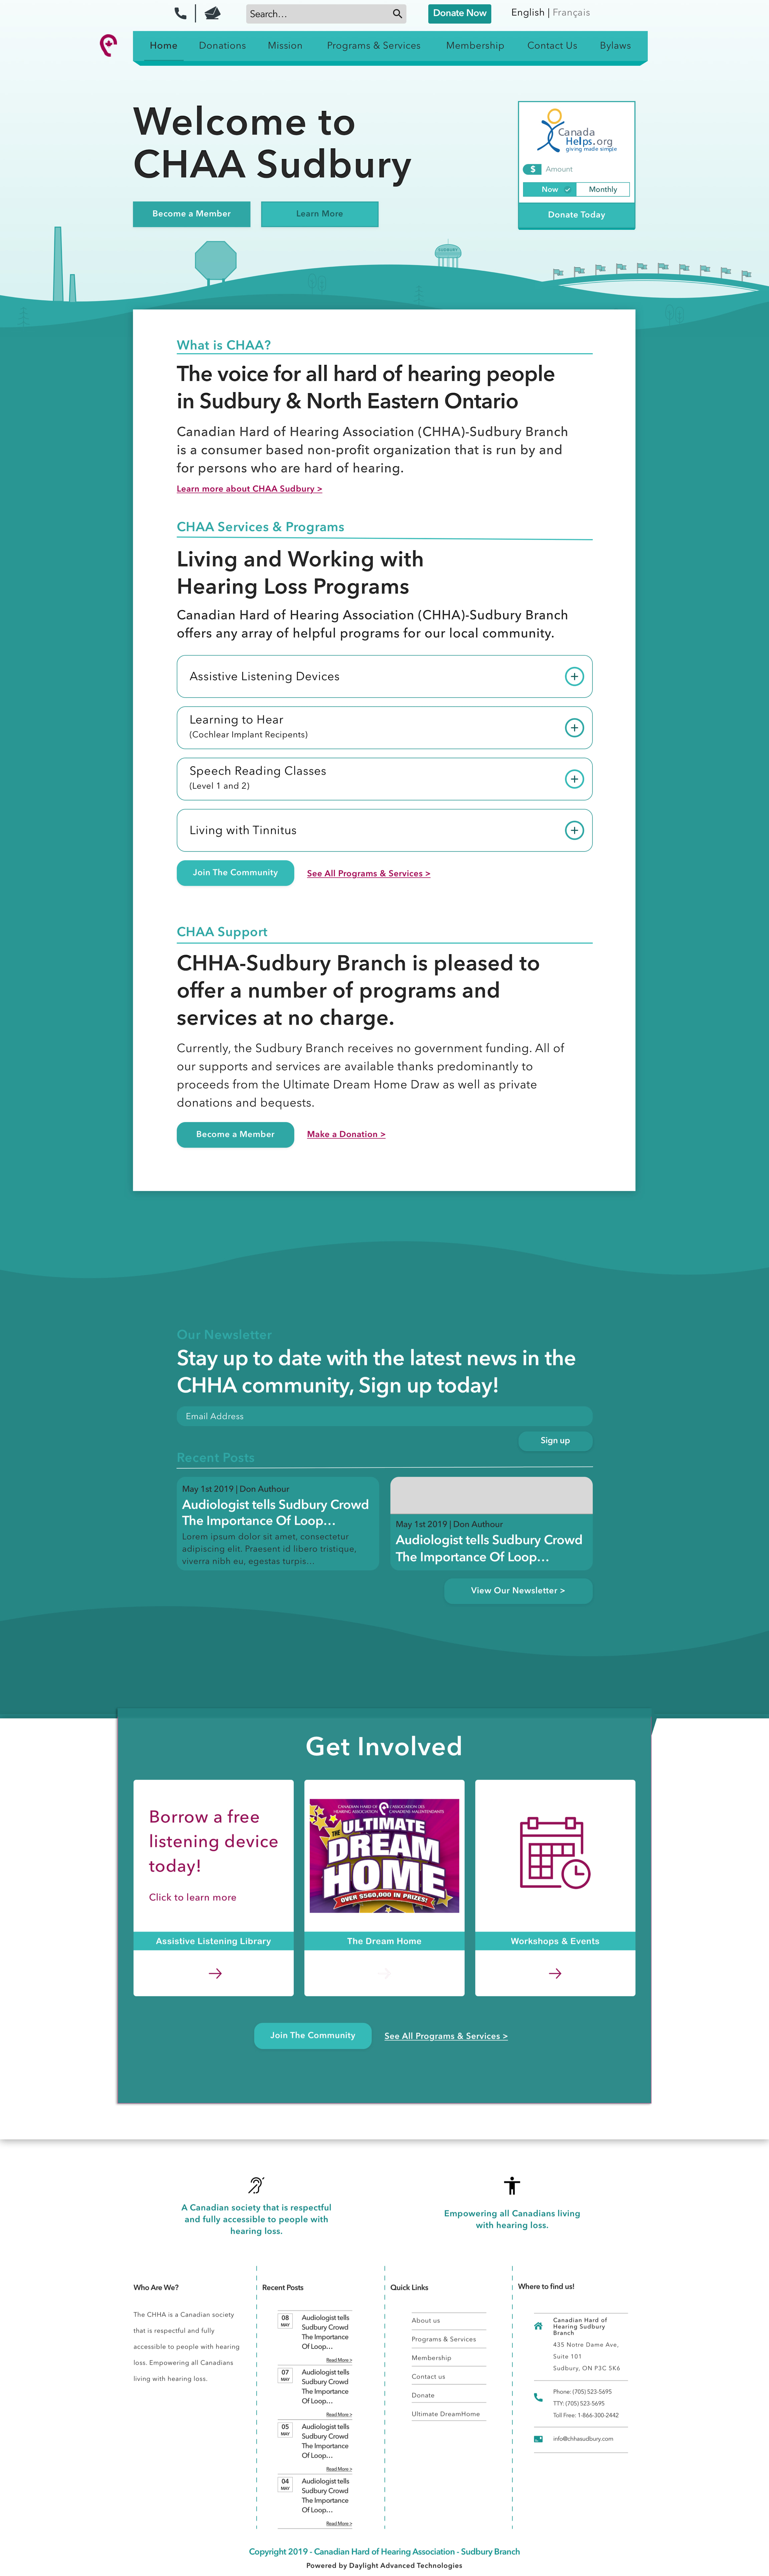 Search...
Donate Now
English | Français
Home Donations Mission Programs & Services Membership Contact Us Bylaws
Welcome to
CHAA Sudbury
Become a Member
Learn More
Canada
Helps.org
giving made simple
$ Amount
Now Monthly
Donate Today
SUDBURY
What is CHAA?
The voice for all hard of hearing people
in Sudbury & North Eastern Ontario
Canadian Hard of Hearing Association (CHHA)-Sudbury Branch
is a consumer based non-profit organization that is run by and
for persons who are hard of hearing.
Learn more about CHAA Sudbury >
CHAA Services & Programs
Living and Working with
Hearing Loss Programs
Canadian Hard of Hearing Association (CHHA)-Sudbury Branch
offers any array of helpful programs for our local community.
Assistive Listening Devices
Learning to Hear
(Cochlear Implant Recipents)
Speech Reading Classes
(Level 1 and 2)
Living with Tinnitus
Join The Community
See All Programs & Services >
CHAA Support
CHHA-Sudbury Branch is pleased to
offer a number of programs and
services at no charge.
Currently, the Sudbury Branch receives no government funding. All of
our supports and services are available thanks predominantly to
proceeds from the Ultimate Dream Home Draw as well as private
donations and bequests.
Become a Member
Make a Donation >
Our Newsletter
Stay up to date with the latest news in the
CHHA community, Sign up today!
Email Address
Sign up
Recent Posts
May 1st 2019 | Don Authour
Audiologist tells Sudbury Crowd
The Importance Of Loop...
Lorem ipsum dolor sit amet, consectetur
adipiscing elit. Praesent id libero tristique,
viverra nibh eu, egestas turpis...
May 1st 2019 | Don Authour
Audiologist tells Sudbury Crowd
The Importance Of Loop...
View Our Newsletter >
Get Involved
Borrow a free
listening device
today!
Click to learn more
Assistive Listening Library
CANADIAN HARD OF HEARING ASSOCIATION
ASSOCIATION DES MALENTENDANTS
THE
ULTIMATE
DREAM
HOME
OVER $560,000 IN PRIZES!
The Dream Home
Workshops & Events
Join The Community
See All Programs & Services >
A Canadian society that is respectful
and fully accessible to people with
hearing loss.
Empowering all Canadians living
with hearing loss.
Who Are We?
The CHHA is a Canadian society
that is respectful and fully
accessible to people with hearing
loss. Empowering all Canadians
living with hearing loss.
Recent Posts
08
MAY
Audiologist tells
Sudbury Crowd
The Importance
Of Loop...
Read More >
07
MAY
Audiologist tells
Sudbury Crowd
The Importance
Of Loop...
Read More >
05
MAY
Audiologist tells
Sudbury Crowd
The Importance
Of Loop...
Read More >
04
MAY
Audiologist tells
Sudbury Crowd
The Importance
Of Loop...
Read More >
Quick Links
About us
Programs & Services
Membership
Contact us
Donate
Ultimate DreamHome
Where to find us!
Canadian Hard of
Hearing Sudbury
Branch
435 Notre Dame Ave,
Suite 101
Sudbury, ON P3C 5K6
Phone: (705) 523-5695
TTY: (705) 523-5695
Toll Free: 1-866-300-2442
info@chhasudbury.com
Copyright 2019 - Canadian Hard of Hearing Association - Sudbury Branch
Powered by Daylight Advanced Technologies